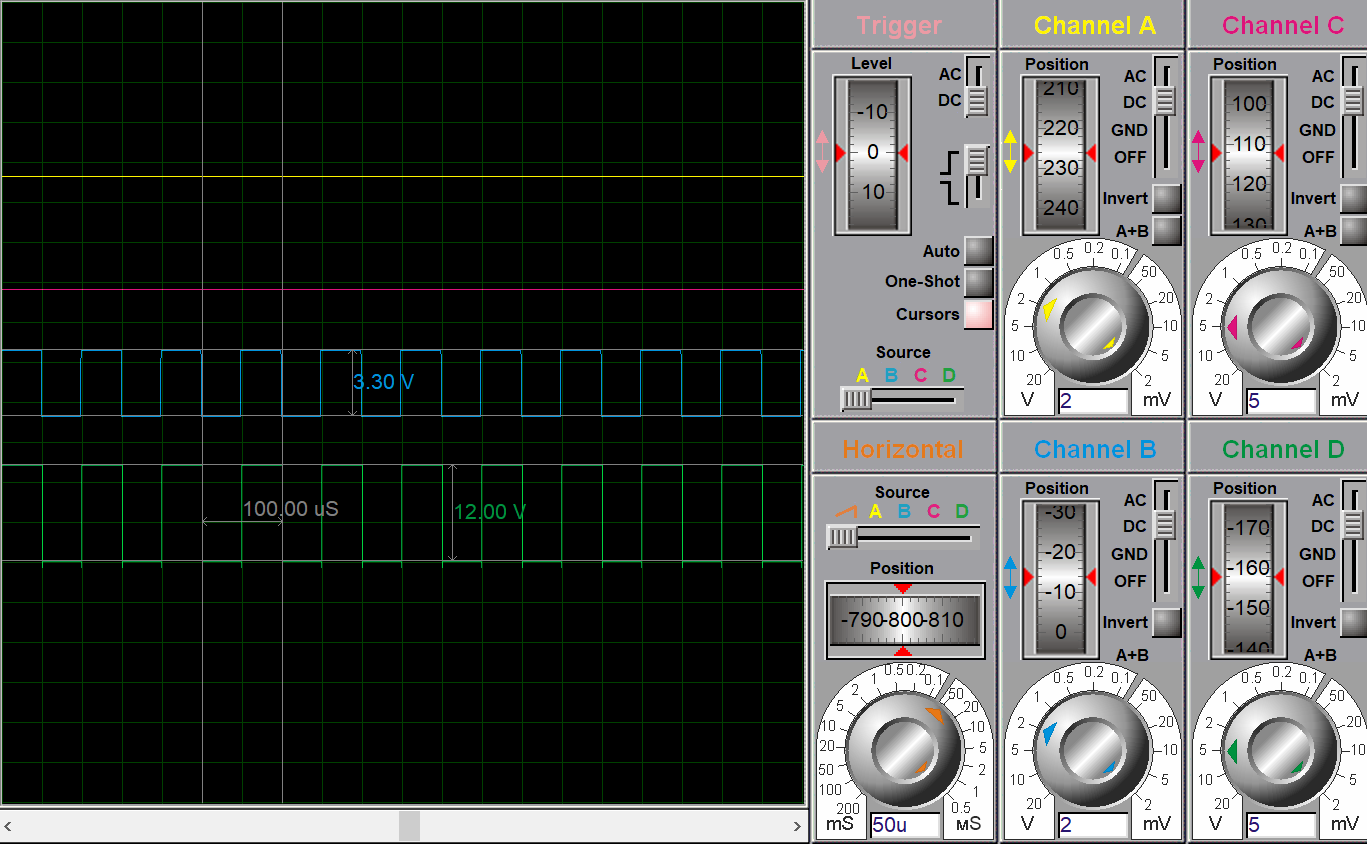 Trigger
Level
AC
DC
-10
0
10
Auto
One-Shot
Cursors
Source
A B C D
Channel A
Position
210
220
230
240
AC
DC
GND
OFF
Invert
A+B
20 10 5 2 1 0.5 0.2 0.1 50 20 10 5 2
V
2
mV
Channel C
Position
100
110
120
130
AC
DC
GND
OFF
Invert
A+B
20 10 5 2 1 0.5 0.2 0.1 50 20 10 5 2
V
5
mV
3.30 V
100.00 uS
12.00 V
Horizontal
Source
A B C D
Position
-790-800-810
200 100 50 20 10 5 2 1 0.5 0.2 0.1 50 20 10 5 2 1 0.5
mS
50u
мS
Channel B
Position
-30
-20
-10
0
AC
DC
GND
OFF
Invert
A+B
20 10 5 2 1 0.5 0.2 0.1 50 20 10 5 2
V
2
mV
Channel D
Position
-170
-160
-150
-140
AC
DC
GND
OFF
Invert
A+B
20 10 5 2 1 0.5 0.2 0.1 50 20 10 5 2
V
5
mV